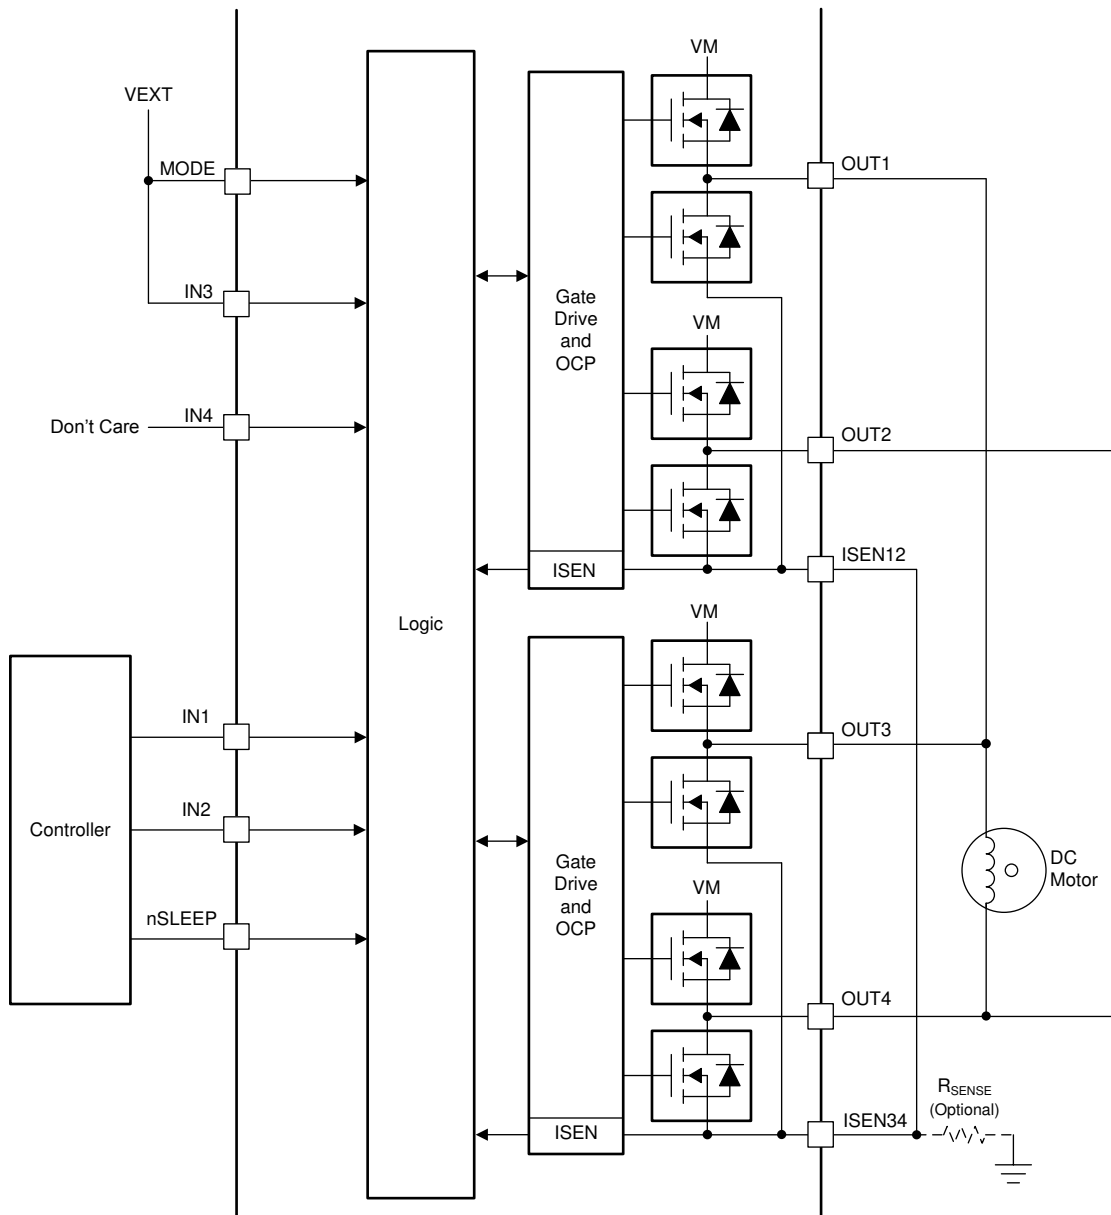 VM
VEXT
MODE
OUT1
IN3
Gate
Drive
and
OCP
VM
IN4
Don't Care
OUT2
ISEN
ISEN12
VM
Logic
IN1
OUT3
IN2
Controller
Gate
Drive
and
OCP
DC
Motor
VM
nSLEEP
OUT4
RSENSE
(Optional)
ISEN
ISEN34